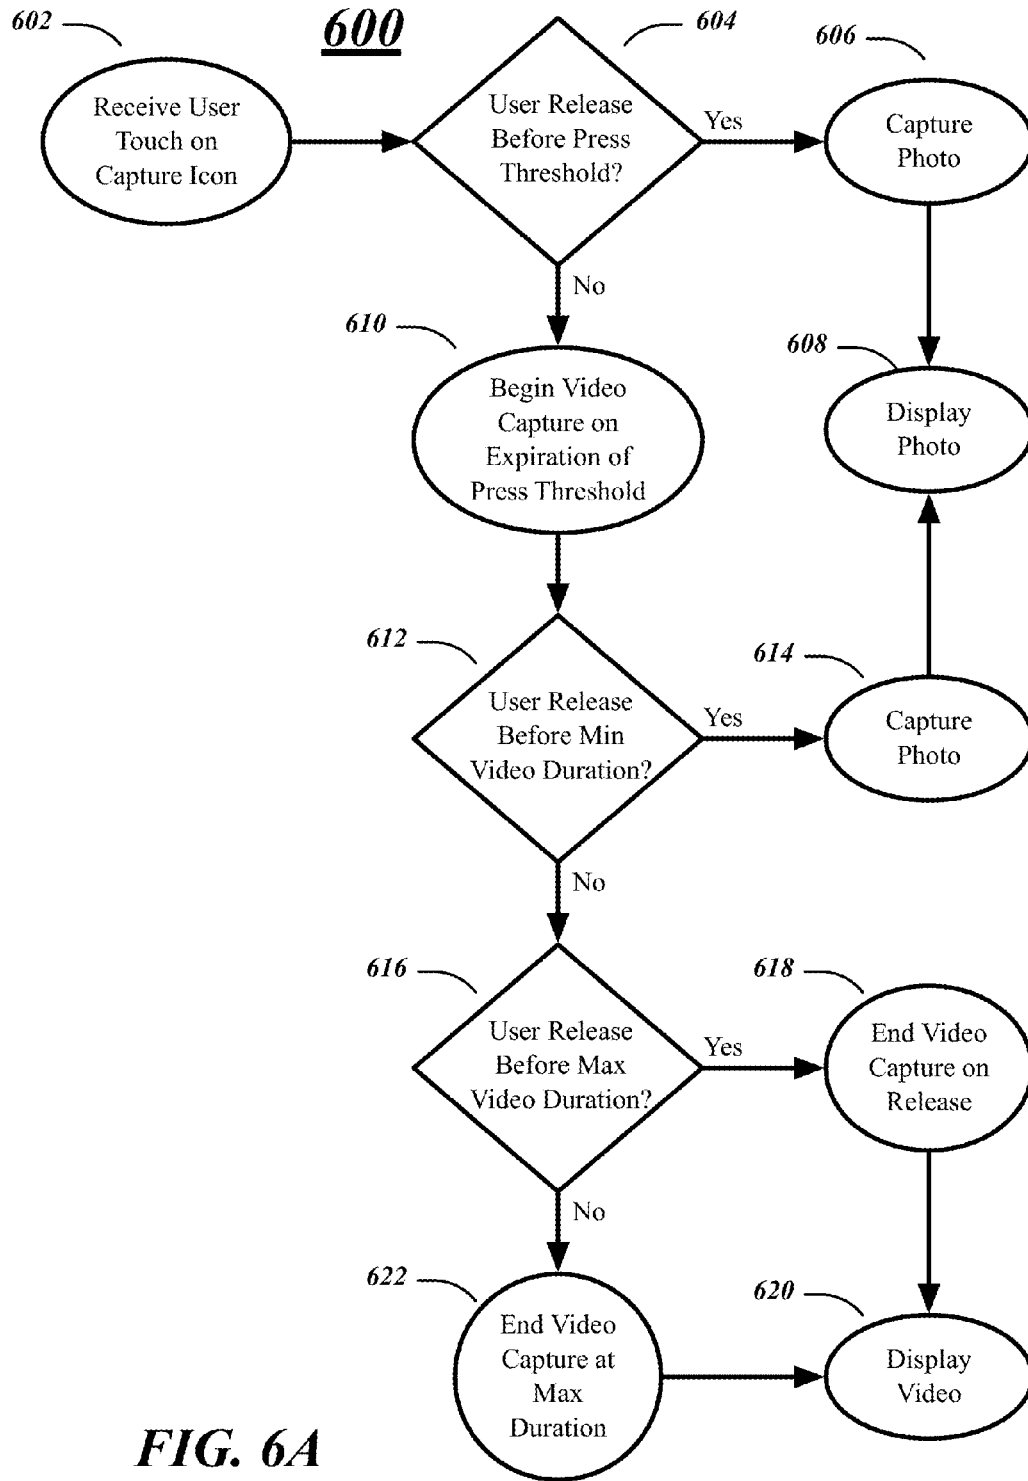 602
600
604
606
Receive User
Touch on
Capture Icon
User Release
Before Press
Threshold?
Yes
Capture
Photo
No
610
608
Begin Video
Capture on
Expiration of
Press Threshold
Display
Photo
612
614
User Release
Before Min
Video Duration?
Yes
Capture
Photo
No
616
618
User Release
Before Max
Video Duration?
Yes
End Video
Capture on
Release
No
622
620
End Video
Capture at
Max
Duration
Display
Video
FIG. 6A